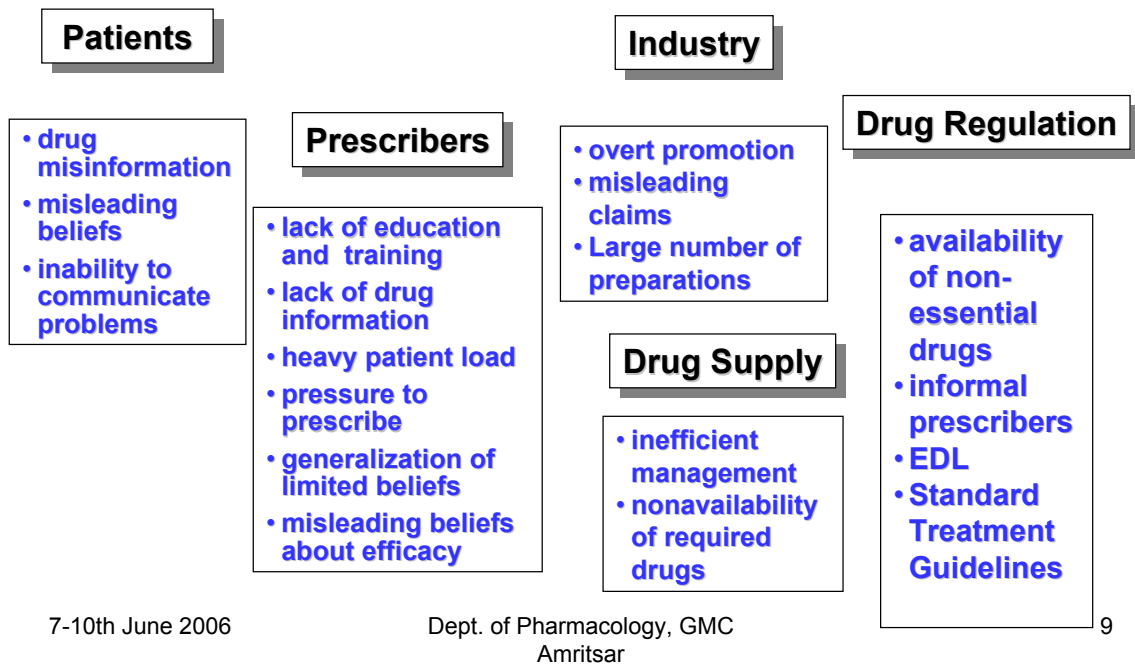 Patients
• drug
misinformation
• misleading
beliefs
• inability to
communicate
problems
Prescribers
• lack of education
and training
• lack of drug
information
• heavy patient load
• pressure to
prescribe
• generalization of
limited beliefs
• misleading beliefs
about efficacy
Industry
• overt promotion
• misleading
claims
• Large number of
preparations
Drug Supply
• inefficient
management
• nonavailability
of required
drugs
Drug Regulation
• availability
of non-
essential
drugs
• informal
prescribers
• EDL
• Standard
Treatment
Guidelines
7-10th June 2006
Dept. of Pharmacology, GMC
Amritsar
9